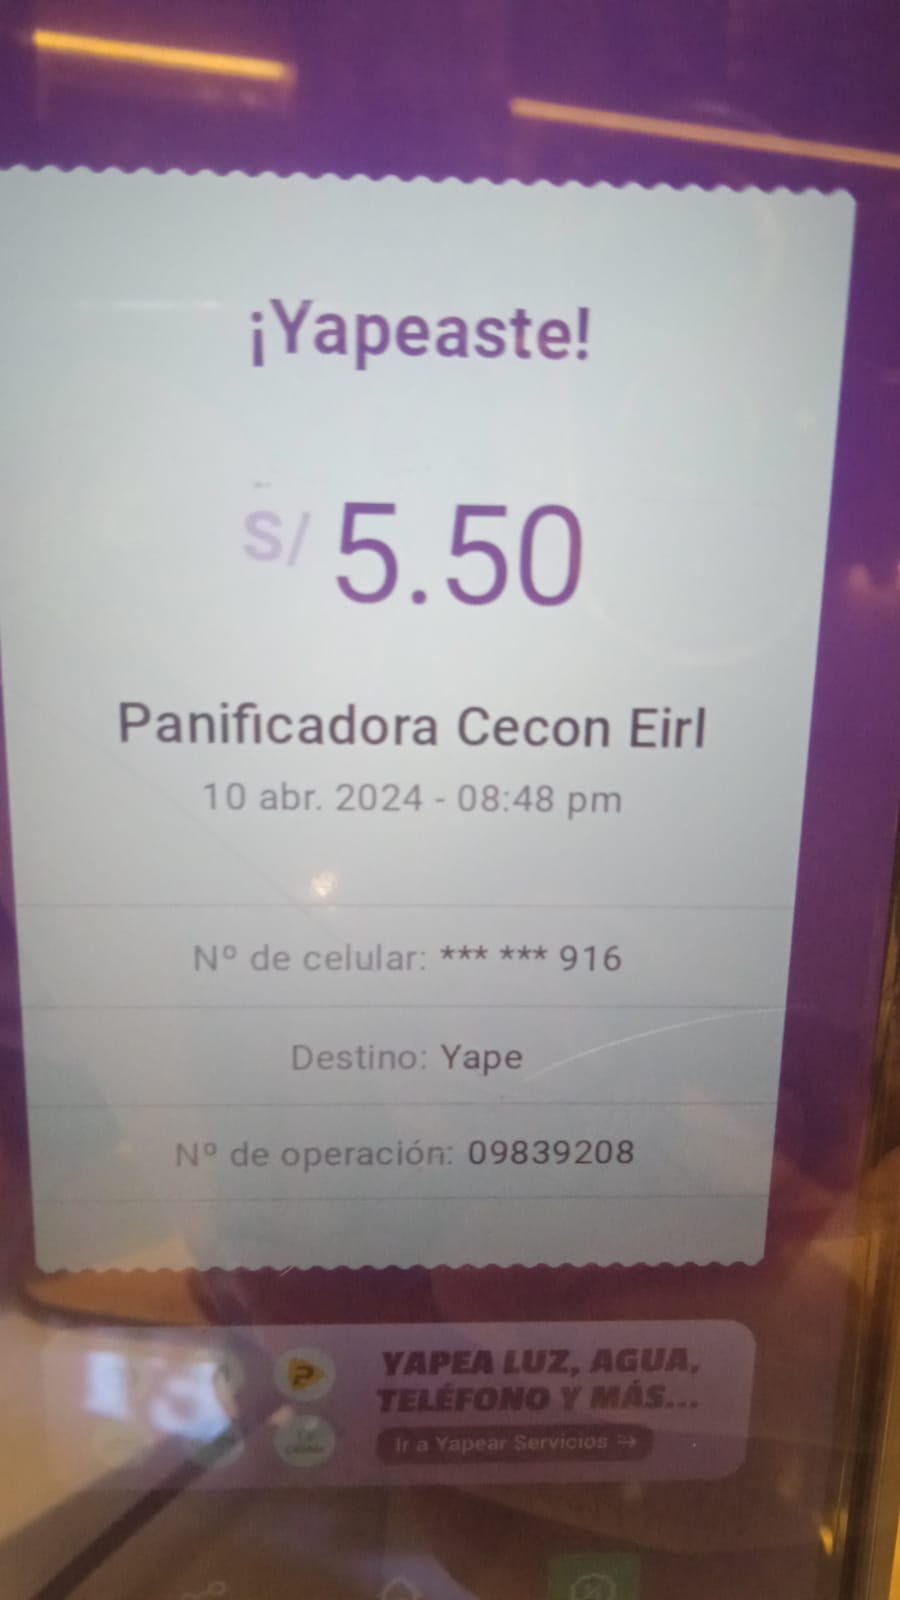 ¡Yapeaste!
S/ 5.50
Panificadora Cecon Eirl
10 abr. 2024 - 08:48 pm
Nº de celular: *** *** 916
Destino: Yape
Nº de operación: 09839208
YAPEA LUZ, AGUA,
TELÉFONO Y MÁS...
Ir a Yapear Servicios →